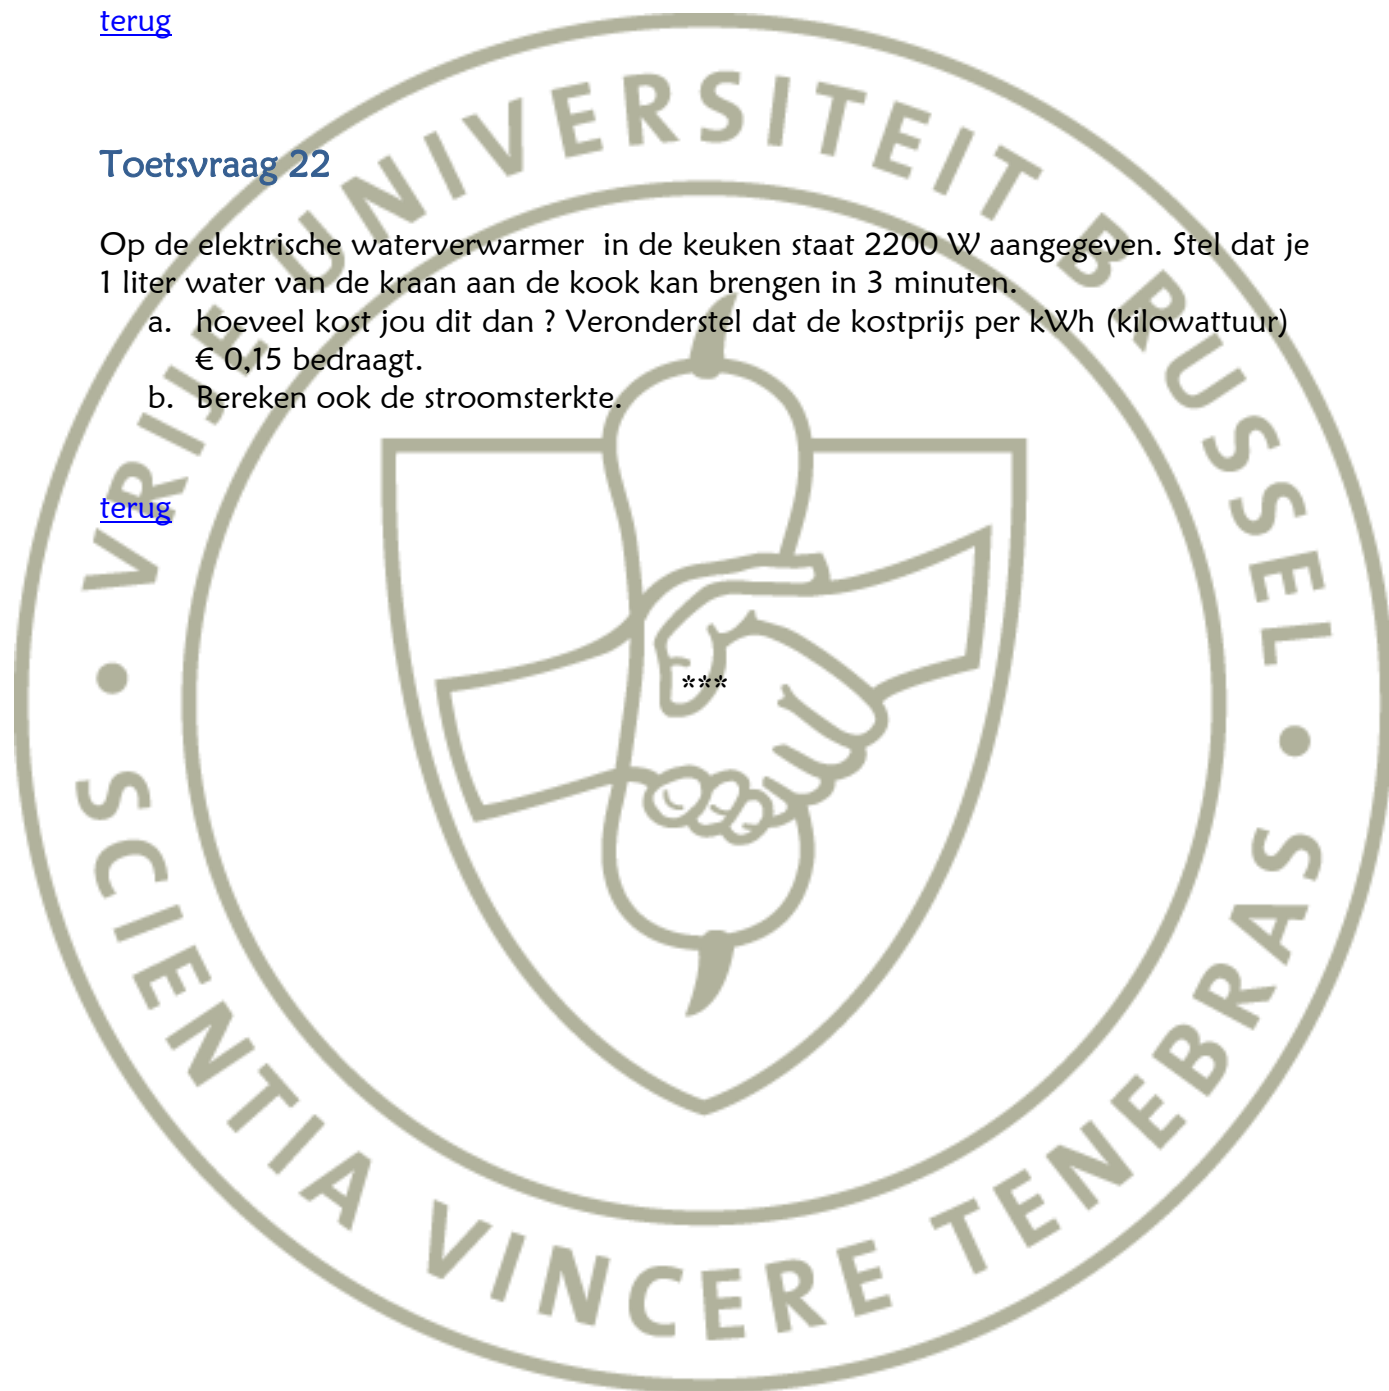 terug
Toetsvraag 22
Op de elektrische waterverwarmer  in de keuken staat 2200 W aangegeven. Stel dat je
1 liter water van de kraan aan de kook kan brengen in 3 minuten.
a. hoeveel kost jou dit dan ? Veronderstel dat de kostprijs per kWh (kilowattuur)
€ 0,15 bedraagt.
b. Bereken ook de stroomsterkte.
terug
***
VRIJE UNIVERSITEIT BRUSSEL
SCIENTIA VINCERE TENEBRAS